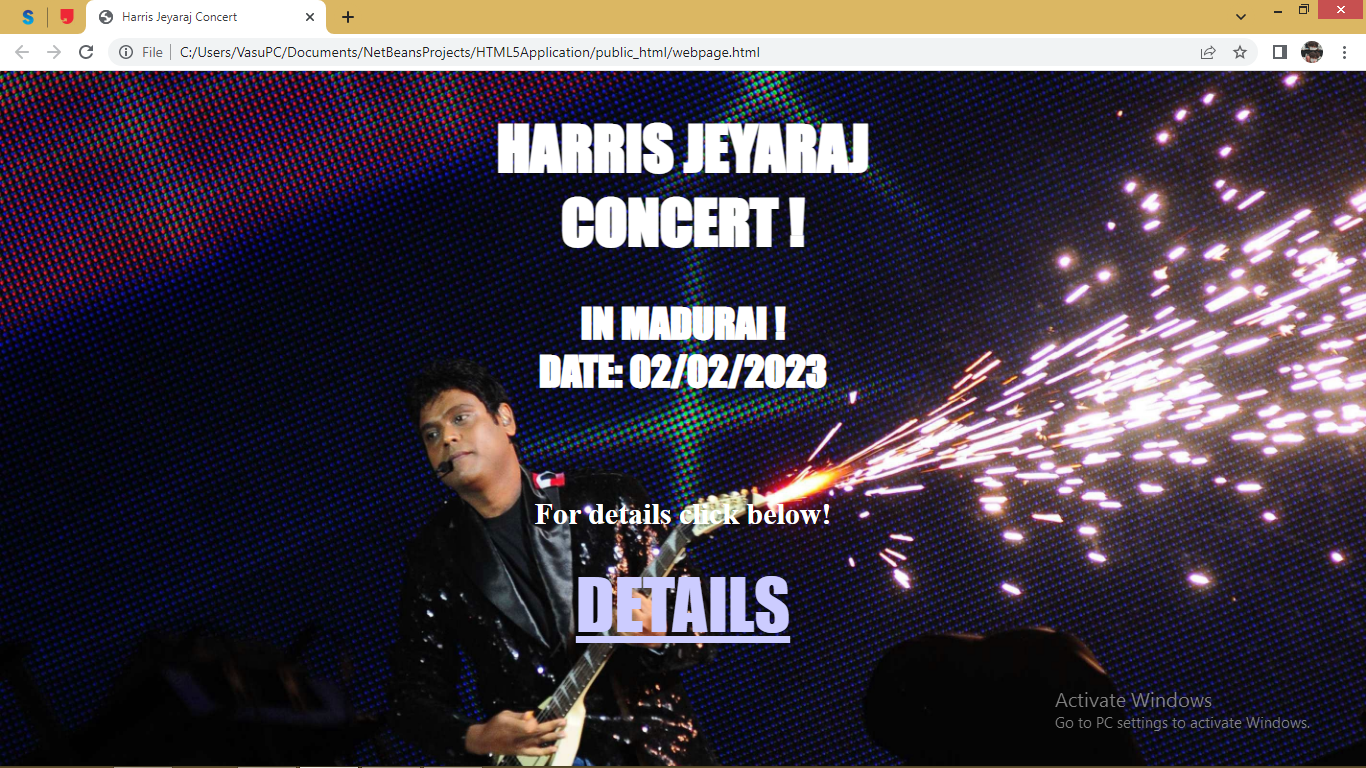 Harris Jeyaraj Concert
File
C:/Users/VasuPC/Documents/NetBeansProjects/HTML5Application/public_html/webpage.html
HARRIS JEYARAJ
CONCERT !
IN MADURAI !
DATE: 02/02/2023
For details click below!
DETAILS
Activate Windows
Go to PC settings to activate Windows.